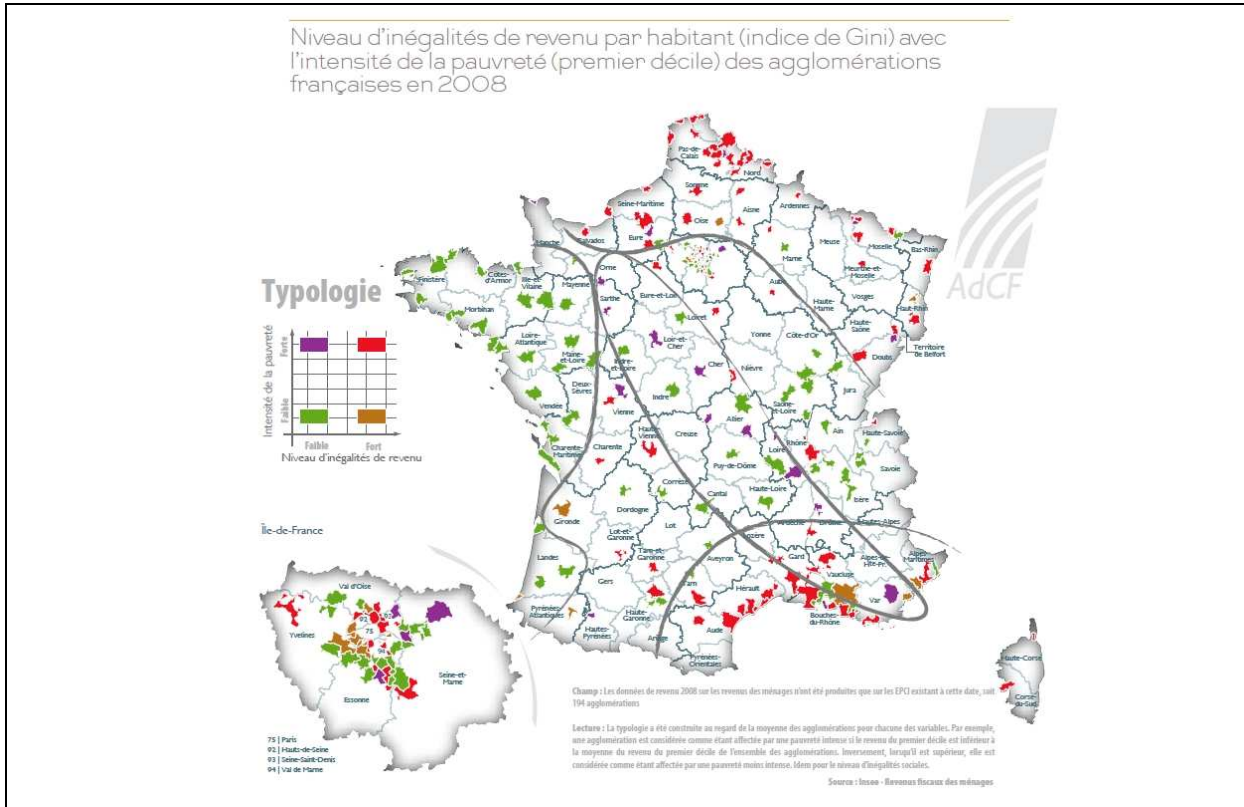 Niveau d'inégalités de revenu par habitant (indice de Gini) avec
l'intensité de la pauvreté (premier décile) des agglomérations
françaises en 2008
AdCF
Pas-de-
Calais
Nord
Somme
Seine-Maritime
Oise
Aisne
Ardennes
Manche
Calvados
Eure
Marne
Meuse
Moselle
Bas-Rhin
Meurthe-et-
Moselle
Finistère
Côtes-
d'Armor
Ille-et-
Vilaine
Mayenne
Orne
Sarthe
Eure-et-Loir
Aube
Haute-
Marne
Vosges
Haut-Rhin
Morbihan
Loiret
Yonne
Côte-d'Or
Haute-
Saône
Territoire
de Belfort
Loire-
Atlantique
Maine-
et-Loire
Indre-
et-Loire
Loir-et-
Cher
Cher
Nièvre
Doubs
Jura
Vendée
Deux-
Sèvres
Vienne
Indre
Allier
Saône-
et-Loire
Ain
Haute-Savoie
Charente-
Maritime
Charente
Haute-
Vienne
Creuse
Puy-de-Dôme
Loire
Rhône
Savoie
Isère
Corrèze
Cantal
Haute-Loire
Gironde
Dordogne
Lot
Lozère
Ardèche
Drôme
Hautes-Alpes
Landes
Lot-et-
Garonne
Tarn-et-
Garonne
Aveyron
Gard
Vaucluse
Alpes-de-
Hte-Pr.
Alpes-
Maritimes
Gers
Tarn
Hérault
Bouches-
du-Rhône
Var
Pyrénées-
Atlantiques
Hautes-
Pyrénées
Haute-
Garonne
Ariège
Aude
Pyrénées-
Orientales
Haute-Corse
Corse-
du-Sud
Typologie
Intensité de la pauvreté
Forte
Faible
Faible
Fort
Niveau d'inégalités de revenu
Île-de-France
Val d'Oise
Yvelines
92
93
75
94
Essonne
Seine-et-
Marne
75 | Paris
92 | Hauts-de-Seine
93 | Seine-Saint-Denis
94 | Val de Marne
Champ : Les données de revenu 2008 sur les revenus des ménages n'ont été produites que sur les EPCI existant à cette date, soit
194 agglomérations
Lecture : La typologie a été construite au regard de la moyenne des agglomérations pour chacune des variables. Par exemple,
une agglomération est considérée comme étant affectée par une pauvreté intense si le revenu du premier décile est inférieur à
la moyenne du revenu du premier décile de l'ensemble des agglomérations. Inversement, lorsqu'il est supérieur, elle est
considérée comme étant affectée par une pauvreté moins intense. Idem pour le niveau d'inégalités sociales.
Source : Insee - Revenus fiscaux des ménages